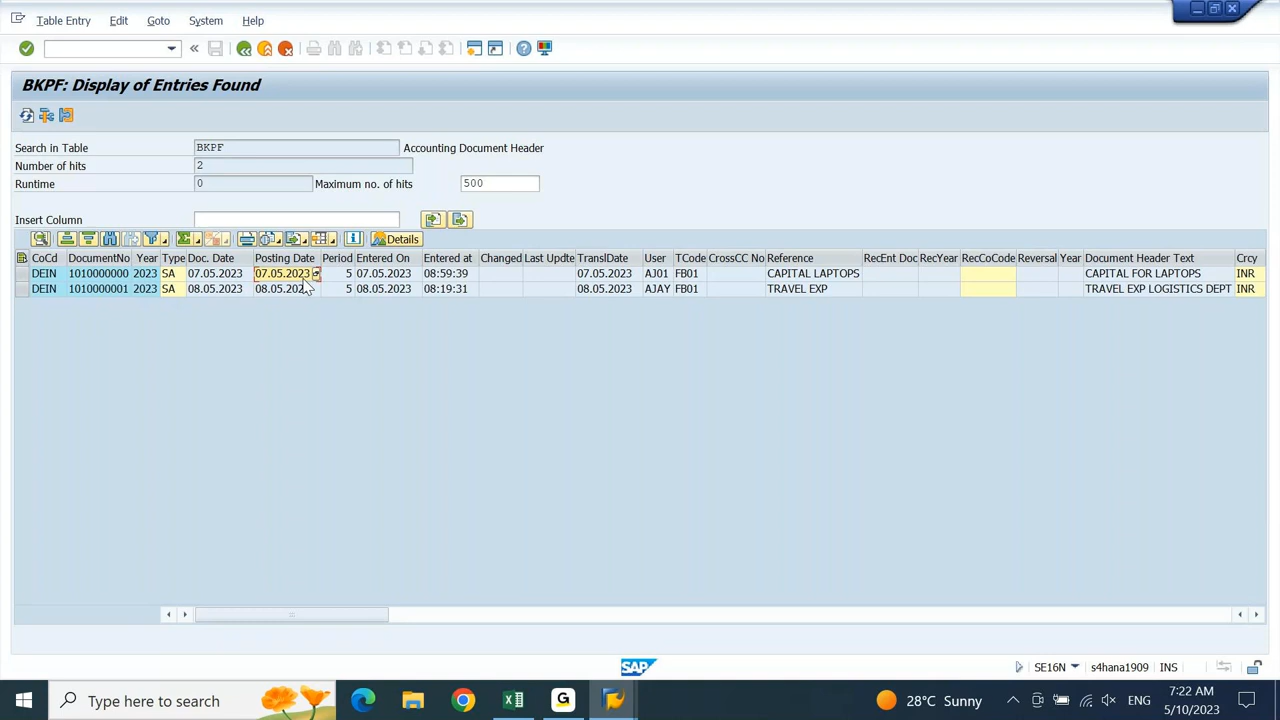 Table Entry Edit Goto System Help
BKPF: Display of Entries Found
Search in Table BKPF Accounting Document Header
Number of hits 2
Runtime 0 Maximum no. of hits 500
Insert Column
Details
CoCd DocumentNo Year Type Doc. Date Posting Date Period Entered On Entered at Changed Last Updte TranslDate User TCode CrossCC No Reference RecEnt Doc RecYear RecCoCode Reversal Year Document Header Text Crcy
DEIN 1010000000 2023 SA 07.05.2023 07.05.2023 5 07.05.2023 08:59:39 07.05.2023 AJ01 FB01 CAPITAL LAPTOPS CAPITAL FOR LAPTOPS INR
DEIN 1010000001 2023 SA 08.05.2023 08.05.2023 5 08.05.2023 08:19:31 08.05.2023 AJAY FB01 TRAVEL EXP TRAVEL EXP LOGISTICS DEPT INR
SAP SE16N s4hana1909 INS
Type here to search G 28°C Sunny ENG 7:22 AM
5/10/2023